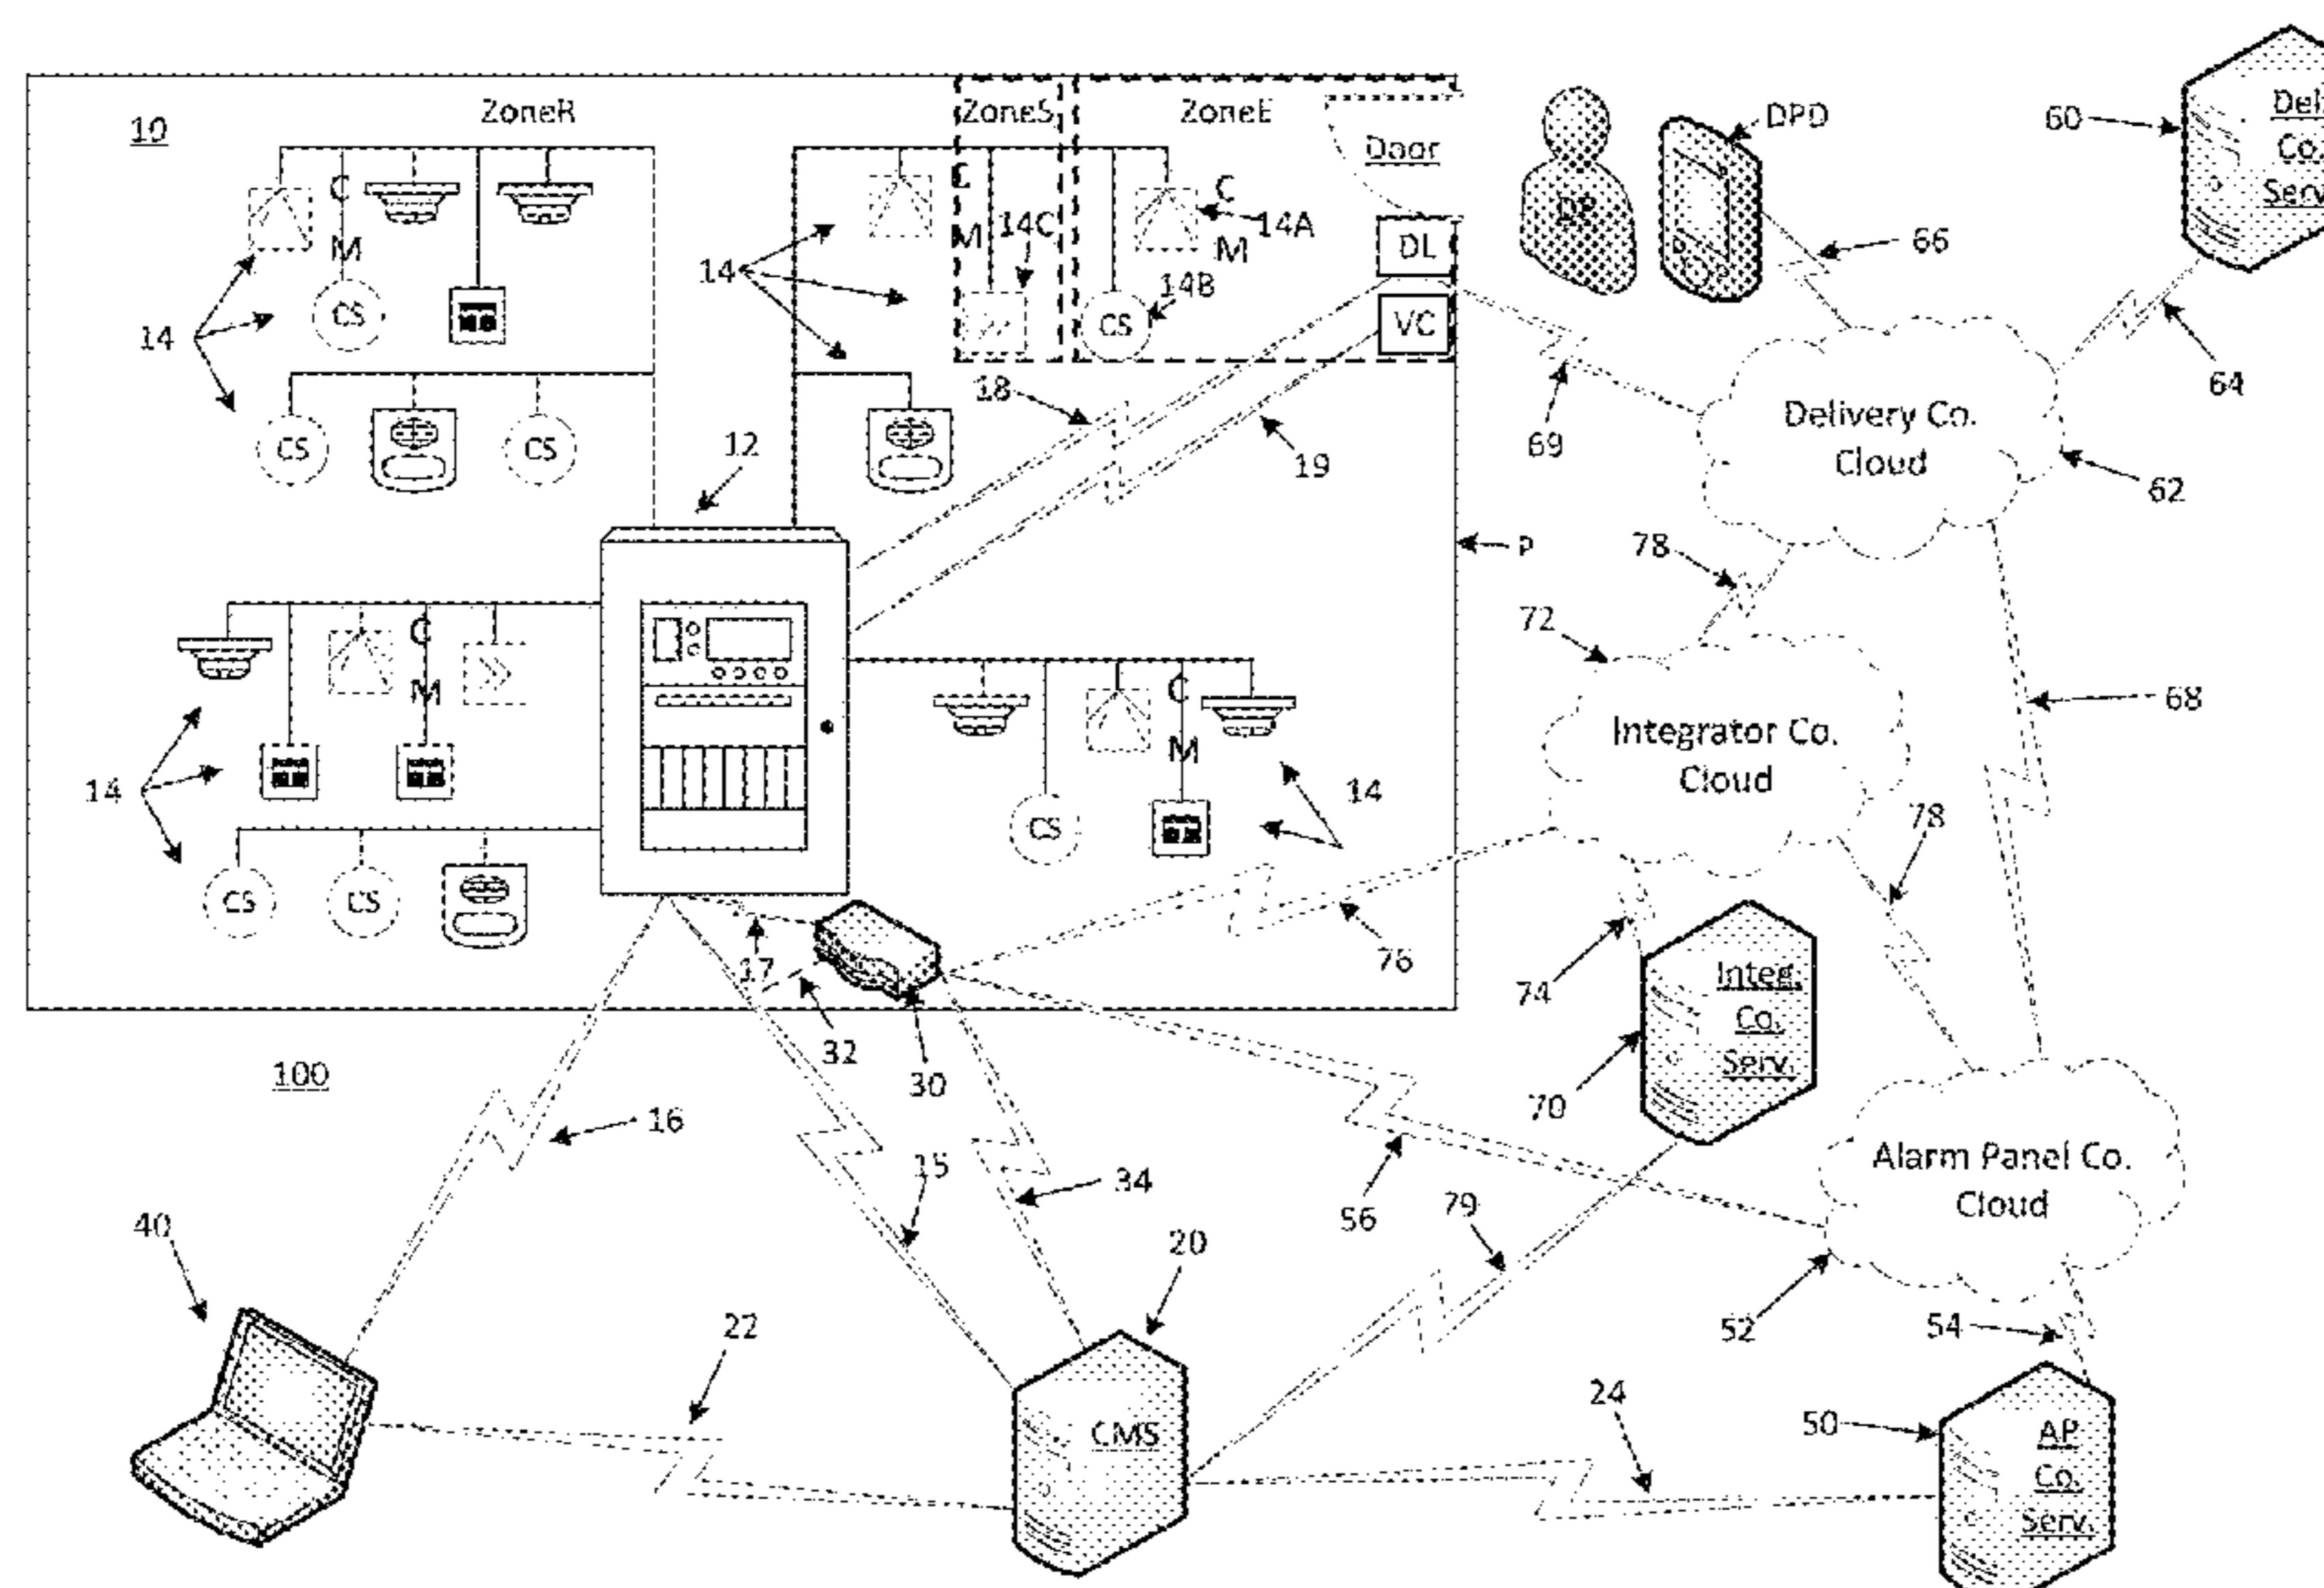 10
ZoneR
ZoneS
ZoneE
Door
DPD
60
Co.
C
M
C
M
14C
C
M
14A
DL
66
14
CS
14
14B
CS
VC
64
18
69
Delivery Co.
Cloud
CS
CS
12
19
62
P
78
72
C
M
C
M
68
Integrator Co.
Cloud
14
CS
14
78
CS
CS
17
76
74
Integ.
Co.
Serv.
32
30
100
70
16
15
34
56
79
Alarm Panel Co.
Cloud
40
20
22
52
54
CMS
24
50
AP
Co.
Serv.